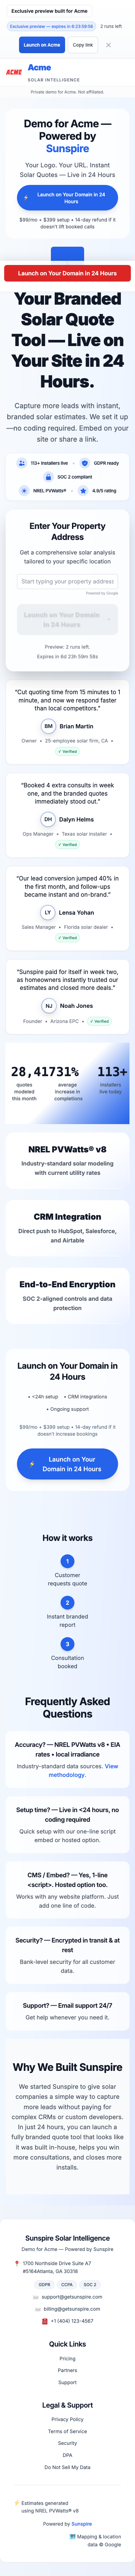 Exclusive preview built for Acme
Exclusive preview — expires in 6:23:59:58
2 runs left
Launch on Acme
Copy link
ACME
Acme
SOLAR INTELLIGENCE
Private demo for Acme. Not affiliated
Demo for Acme —
Powered by
Sunspire
Your Logo. Your URL. Instant
Solar Quotes — Live in 24 Hours
⚡ Launch on Your Domain in 24
Hours
$99/mo + $399 setup • 14-day refund if it
doesn't lift booked calls
Launch on Your Domain in 24 Hours
Your Branded
Solar Quote
Tool — Live on
Your Site in 24
Hours.
Capture more leads with instant,
branded solar estimates. We set it up
—no coding required. Embed on your
site or share a link.
113+ installers live
GDPR ready
SOC 2 compliant
NREL PVWatts®
4.9/5 rating
Enter Your Property
Address
Get a comprehensive solar analysis
tailored to your specific location
Start typing your property address
Powered by Google
Launch on Your Domain
in 24 Hours
Preview: 2 runs left.
Expires in 6d 23h 59m 58s
“Cut quoting time from 15 minutes to 1
minute, and now we respond faster
than local competitors.”
BM
Brian Martin
Owner • 25-employee solar firm, CA •
✓ Verified
“Booked 4 extra consults in week
one, and the branded quotes
immediately stood out.”
DH
Dalyn Helms
Ops Manager • Texas solar installer •
✓ Verified
“Our lead conversion jumped 40% in
the first month, and follow-ups
became instant and on-brand.”
LY
Lensa Yohan
Sales Manager • Florida solar dealer •
✓ Verified
“Sunspire paid for itself in week two,
as homeowners instantly trusted our
estimates and closed more deals.”
NJ
Noah Jones
Founder • Arizona EPC • ✓ Verified
28,417
31%
113+
quotes
modeled
this month
average
increase in
completions
installers
live today
NREL PVWatts® v8
Industry-standard solar modeling
with current utility rates
CRM Integration
Direct push to HubSpot, Salesforce,
and Airtable
End-to-End Encryption
SOC 2-aligned controls and data
protection
Launch on Your Domain in
24 Hours
• <24h setup • CRM integrations
• Ongoing support
$99/mo + $399 setup • 14-day refund if it
doesn't increase bookings
⚡ Launch on Your
Domain in 24 Hours
How it works
1
Customer
requests quote
2
Instant branded
report
3
Consultation
booked
Frequently Asked
Questions
Accuracy? — NREL PVWatts v8 • EIA
rates • local irradiance
Industry-standard data sources. View
methodology.
Setup time? — Live in <24 hours, no
coding required
Quick setup with our one-line script
embed or hosted option.
CMS / Embed? — Yes, 1-line
<script>. Hosted option too.
Works with any website platform. Just
add one line of code.
Security? — Encrypted in transit & at
rest
Bank-level security for all customer
data.
Support? — Email support 24/7
Get help whenever you need it.
Why We Built Sunspire
We started Sunspire to give solar
companies a simple way to capture
more leads without paying for
complex CRMs or custom developers.
In just 24 hours, you can launch a
fully branded quote tool that looks like
it was built in-house, helps you win
more consultations, and closes more
installs.
Sunspire Solar Intelligence
Demo for Acme — Powered by Sunspire
1700 Northside Drive Suite A7
#5164Atlanta, GA 30318
GDPR
CCPA
SOC 2
support@getsunspire.com
billing@getsunspire.com
+1 (404) 123-4567
Quick Links
Pricing
Partners
Support
Legal & Support
Privacy Policy
Terms of Service
Security
DPA
Do Not Sell My Data
⚡ Estimates generated
using NREL PVWatts® v8
Powered by Sunspire
Mapping & location
data © Google